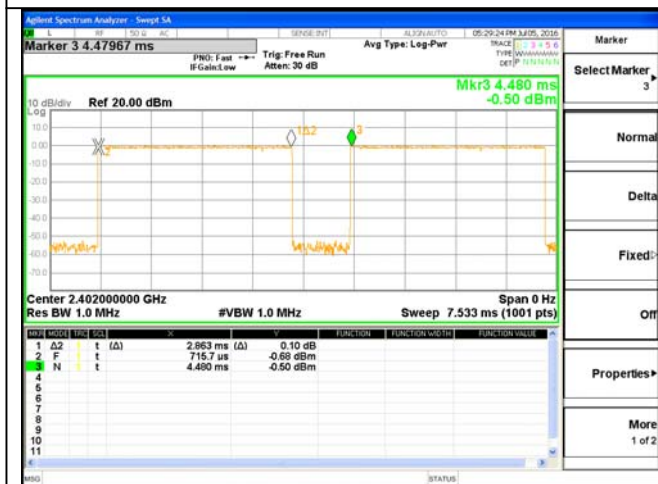 Agilent Spectrum Analyzer - Swept SA
L RF 50 Ω AC SENSE:INT ALIGNAUTO 05:29:24 PM Jul 05, 2016
Marker 3 4.47967 ms
PNO: Fast
IFGain:Low
Trig: Free Run
Atten: 30 dB
Avg Type: Log-Pwr
TRACE 1 2 3 4 5 6
TYPE
DET P N N N N N
Mkr3 4.480 ms
-0.50 dBm
10 dB/div Ref 20.00 dBm
Log
10.0
0.00
-10.0
-20.0
-30.0
-40.0
-50.0
-60.0
-70.0
2
1Δ2
3
Center 2.402000000 GHz Span 0 Hz
Res BW 1.0 MHz #VBW 1.0 MHz Sweep 7.533 ms (1001 pts)
MKR MODE TRC SCL X Y FUNCTION FUNCTION WIDTH FUNCTION VALUE
1 Δ2 1 t (Δ) 2.863 ms (Δ) 0.10 dB
2 F 1 t 715.7 µs -0.68 dBm
3 N 1 t 4.480 ms -0.50 dBm
4
5
6
7
8
9
10
11
MSG STATUS
Marker
Select Marker
3
Normal
Delta
Fixed
Off
Properties
More
1 of 2